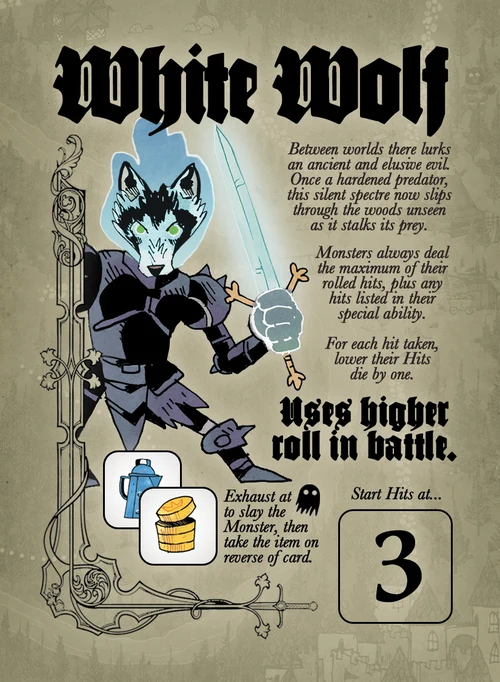 White Wolf
Between worlds there lurks
an ancient and elusive evil.
Once a hardened predator,
this silent spectre now slips
through the woods unseen
as it stalks its prey.
Monsters always deal
the maximum of their
rolled hits, plus any
hits listed in their
special ability.
For each hit taken,
lower their Hits
die by one.
Uses higher
roll in battle.
Exhaust at
to slay the
Monster, then
take the item on
reverse of card.
Start Hits at...
3